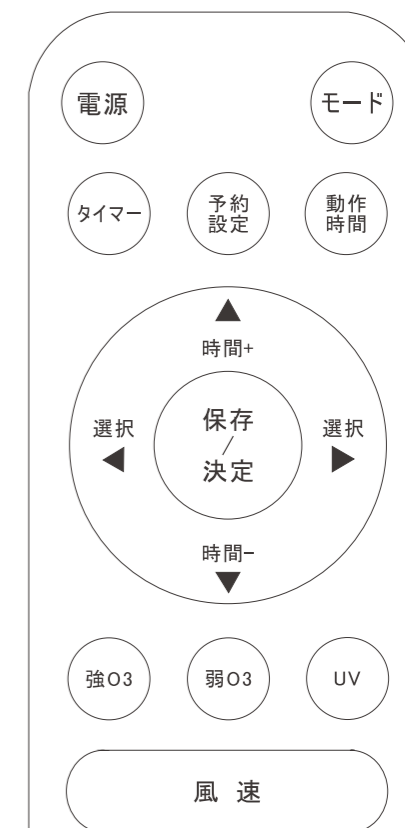 電源
モード
タイマー
予約
設定
動作
時間
時間+
選択
保存
/
決定
選択
時間-
強O3
弱O3
UV
風速